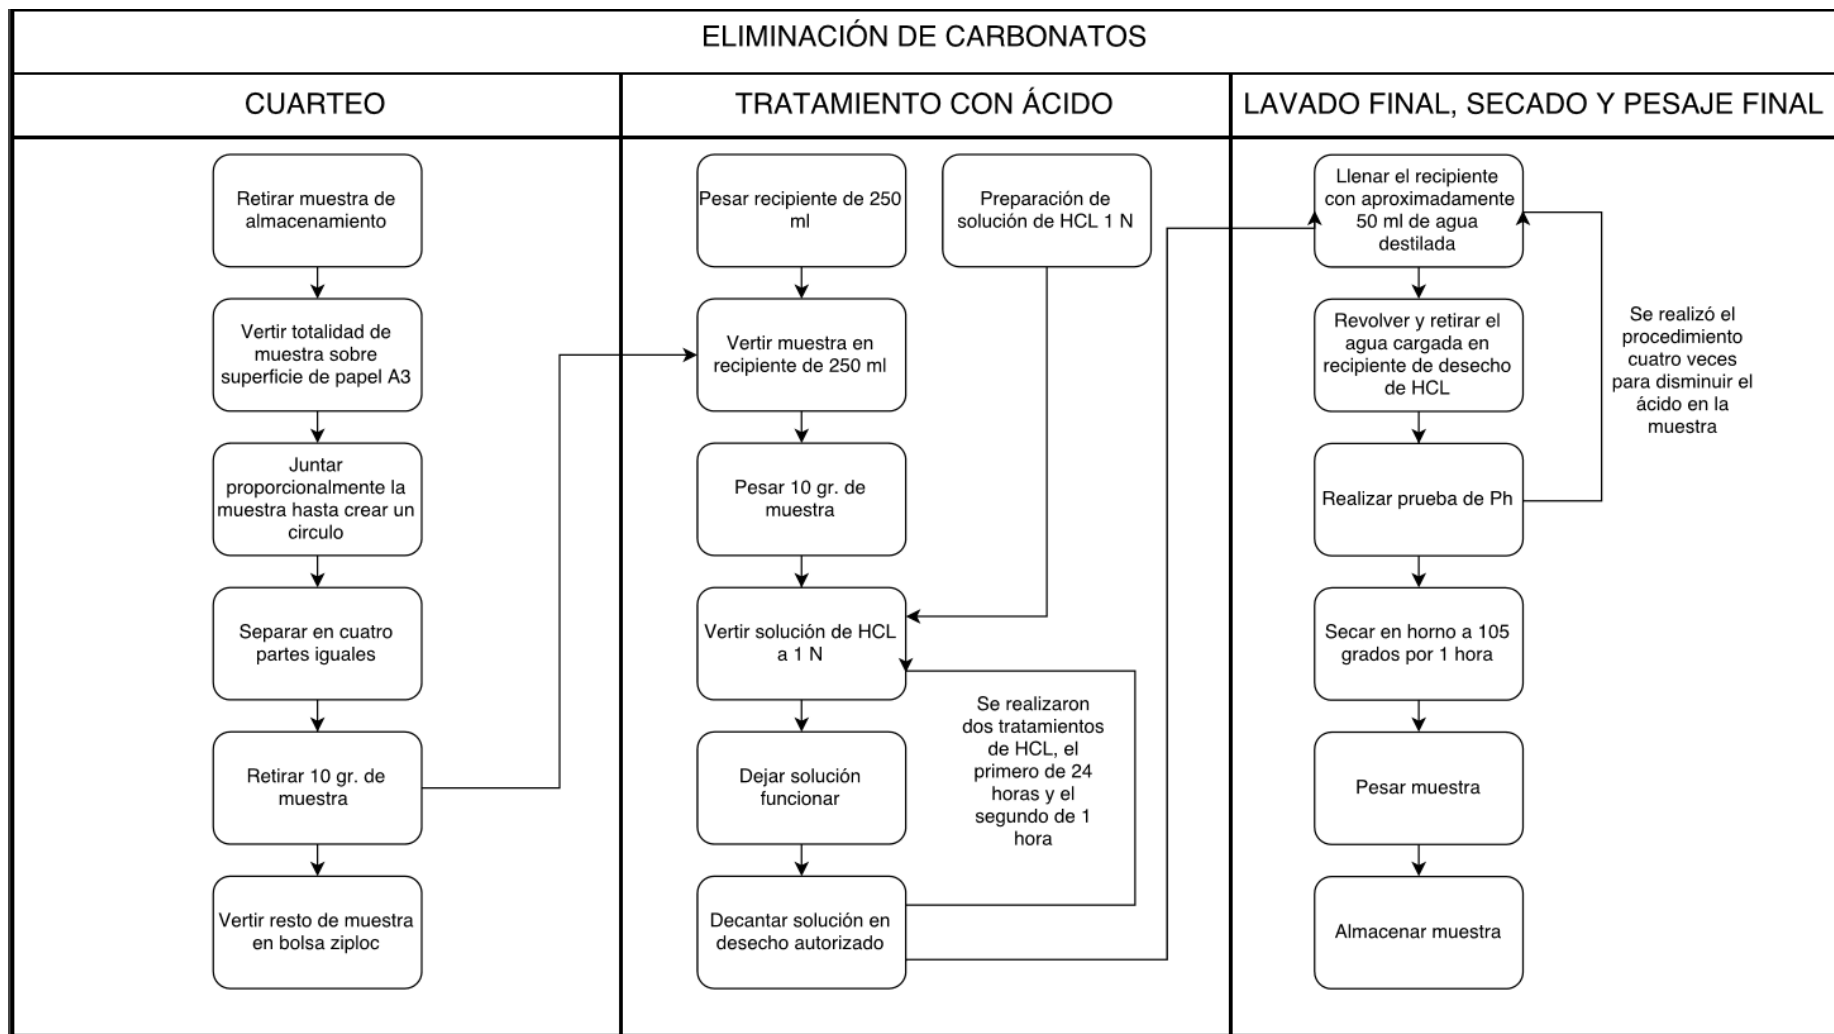 ELIMINACIÓN DE CARBONATOS
CUARTEO
TRATAMIENTO CON ÁCIDO
LAVADO FINAL, SECADO Y PESAJE FINAL
Retirar muestra de
almacenamiento
Vertir totalidad de
muestra sobre
superficie de papel A3
Juntar
proporcionalmente la
muestra hasta crear un
circulo
Separar en cuatro
partes iguales
Retirar 10 gr. de
muestra
Vertir resto de muestra
en bolsa ziploc
Pesar recipiente de 250
ml
Preparación de
solución de HCL 1 N
Vertir muestra en
recipiente de 250 ml
Pesar 10 gr. de
muestra
Vertir solución de HCL
a 1 N
Dejar solución
funcionar
Se realizaron
dos tratamientos
de HCL, el
primero de 24
horas y el
segundo de 1
hora
Decantar solución en
desecho autorizado
Llenar el recipiente
con aproximadamente
50 ml de agua
destilada
Revolver y retirar el
agua cargada en
recipiente de desecho
de HCL
Se realizó el
procedimiento
cuatro veces
para disminuir el
ácido en la
muestra
Realizar prueba de Ph
Secar en horno a 105
grados por 1 hora
Pesar muestra
Almacenar muestra